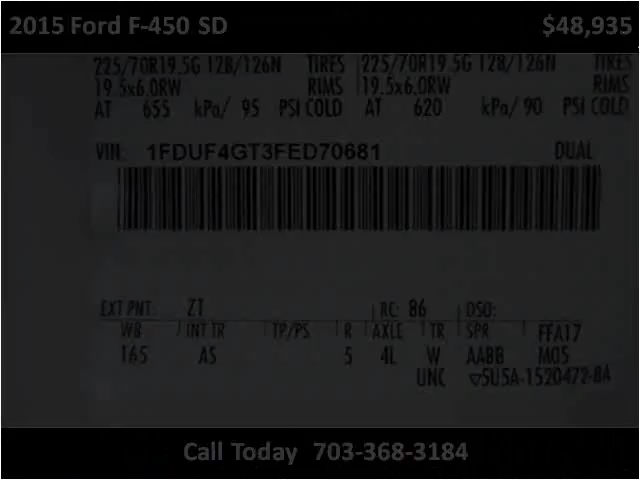 2015 Ford F-450 SD $48,935
225/70R19.5G 128/126N TIRES 225/70R19.5G 128/126N TIRES
19.5x6.0RW RIMS 19.5x6.0RW RIMS
AT 655 kPa/ 95 PSI COLD AT 620 kPa/ 90 PSI COLD
VIN: 1FDUF4GT3FED70681 DUAL
EXT PNT: Z1 RC: 86 DSO:
WB INT TR TP/PS R AXLE TR SPR FFA17
165 AS 5 4L W AABB M05
UNC ▽5U5A-1520472-BA
Call Today 703-368-3184